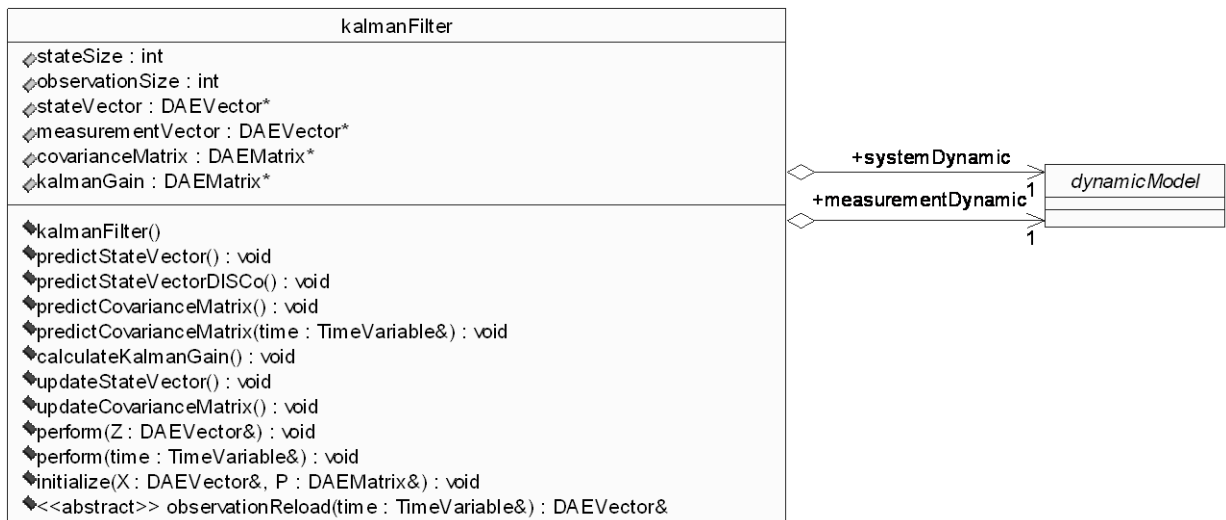 kalmanFilter
stateSize : int
observationSize : int
stateVector : DAEVector*
measurementVector : DAEVector*
covarianceMatrix : DAEMatrix*
kalmanGain : DAEMatrix*
kalmanFilter()
predictStateVector() : void
predictStateVectorDISCo() : void
predictCovarianceMatrix() : void
predictCovarianceMatrix(time : TimeVariable&) : void
calculateKalmanGain() : void
updateStateVector() : void
updateCovarianceMatrix() : void
perform(Z : DAEVector&) : void
perform(time : TimeVariable&) : void
initialize(X : DAEVector&, P : DAEMatrix&) : void
<<abstract>> observationReload(time : TimeVariable&) : DAEVector&
+systemDynamic
1
+measurementDynamic
1
dynamicModel